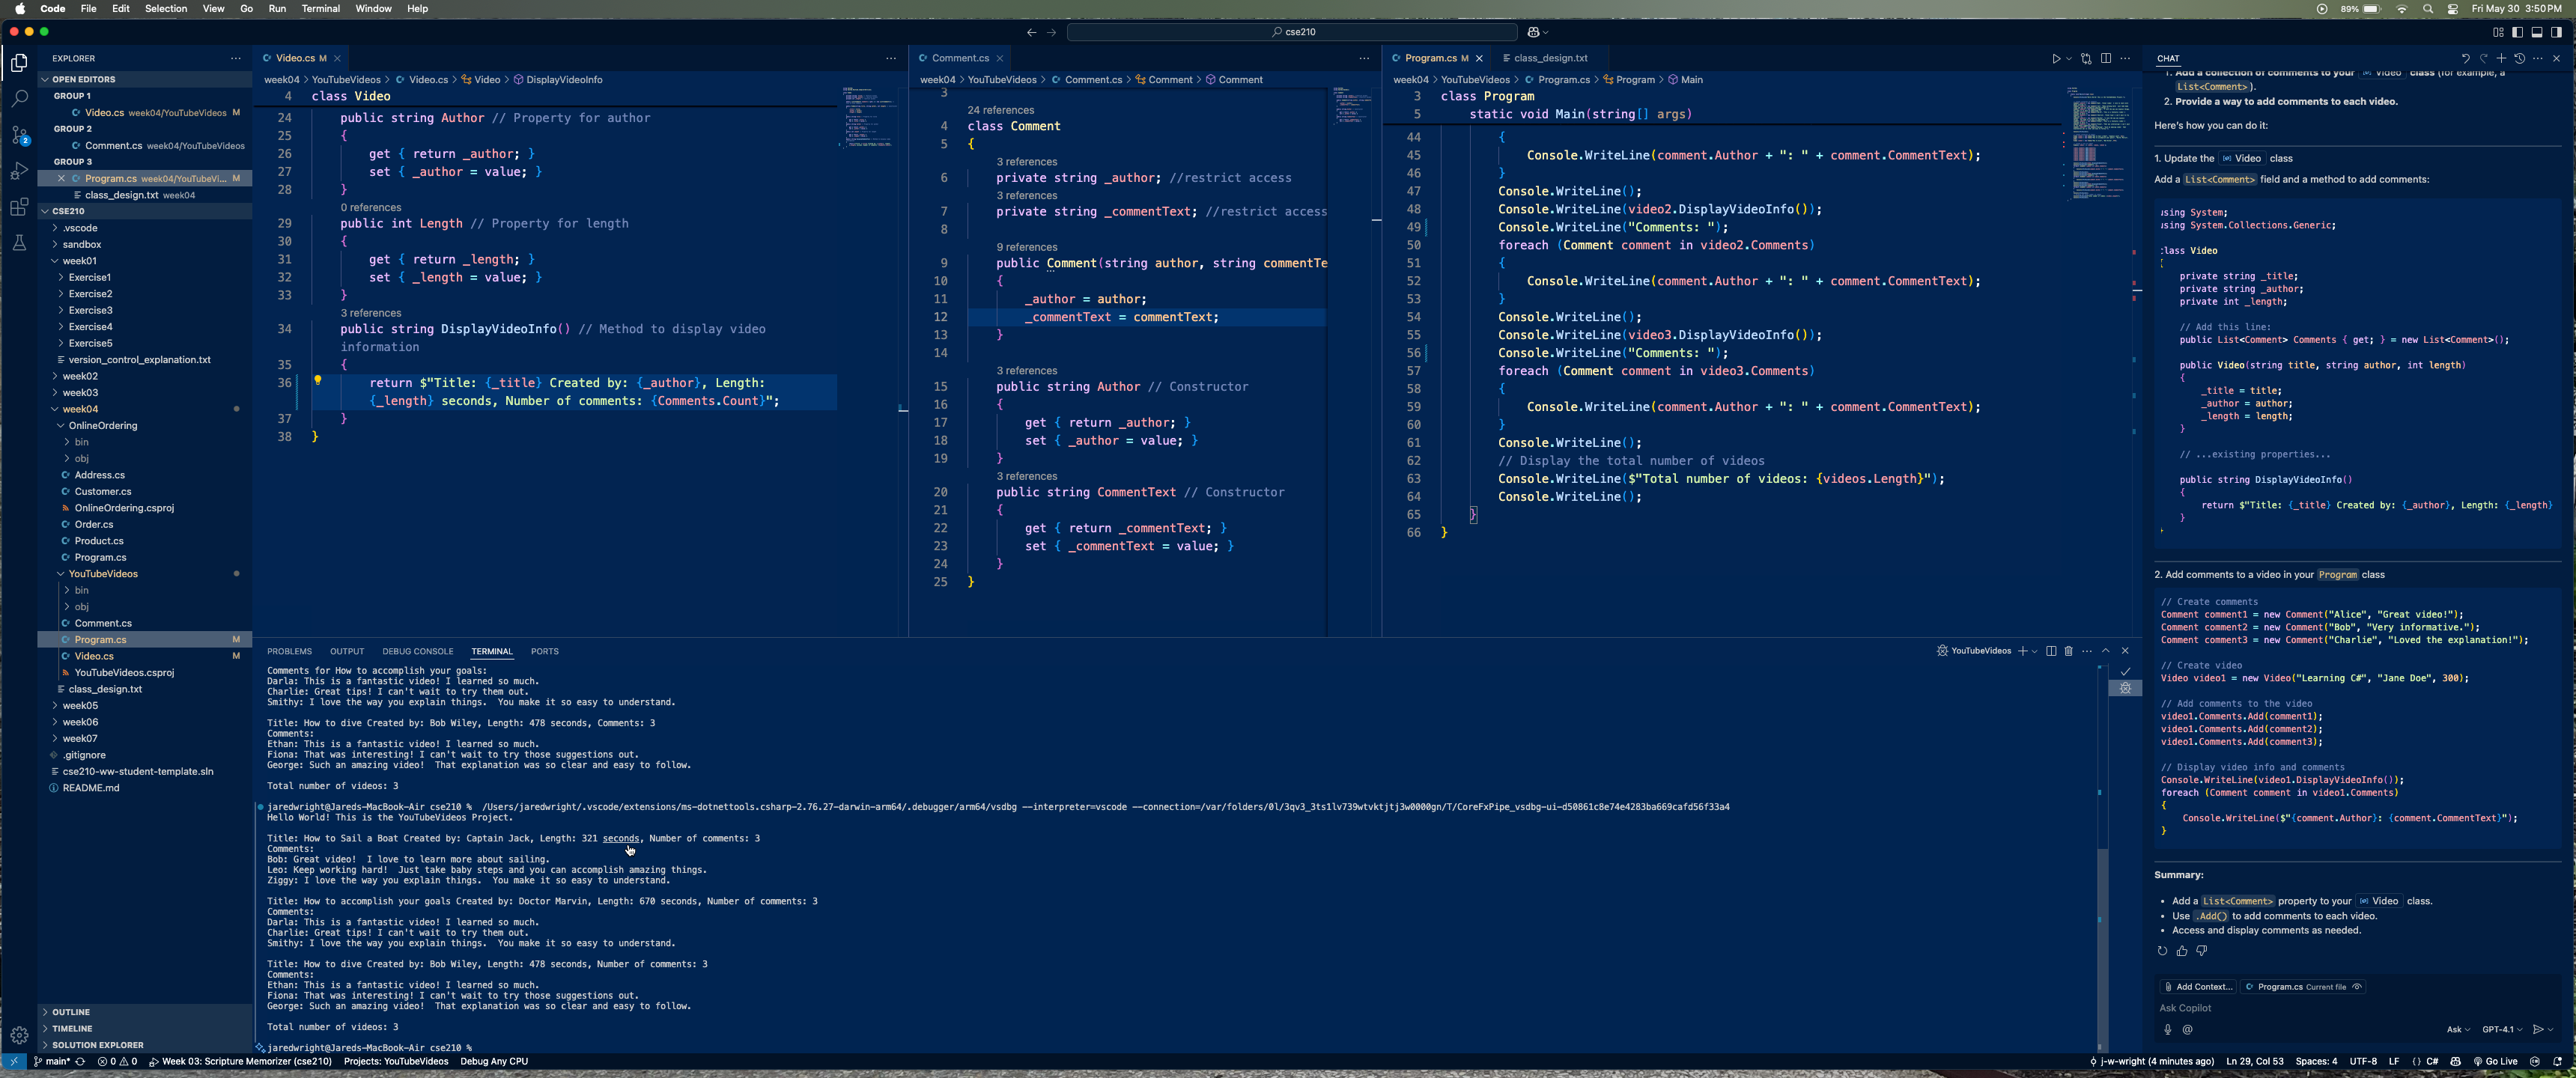 Code File Edit Selection View Go Run Terminal Window Help
89% Fri May 30 3:50 PM
cse210
EXPLORER
OPEN EDITORS
GROUP 1
Video.cs week04/YouTubeVideos M
GROUP 2
Comment.cs week04/YouTubeVideos
GROUP 3
Program.cs week04/YouTubeVi... M
class_design.txt week04
CSE210
.vscode
sandbox
week01
Exercise1
Exercise2
Exercise3
Exercise4
Exercise5
version_control_explanation.txt
week02
week03
week04
OnlineOrdering
bin
obj
Address.cs
Customer.cs
OnlineOrdering.csproj
Order.cs
Product.cs
Program.cs
YouTubeVideos
bin
obj
Comment.cs
Program.cs M
Video.cs M
YouTubeVideos.csproj
class_design.txt
week05
week06
week07
.gitignore
cse210-ww-student-template.sln
README.md
OUTLINE
TIMELINE
SOLUTION EXPLORER
Video.cs M
week04 > YouTubeVideos > Video.cs > Video > DisplayVideoInfo
4 class Video
24 public string Author // Property for author
25 {
26 get { return _author; }
27 set { _author = value; }
28 }
0 references
29 public int Length // Property for length
30 {
31 get { return _length; }
32 set { _length = value; }
33 }
3 references
34 public string DisplayVideoInfo() // Method to display video
information
35 {
36 return $"Title: {_title} Created by: {_author}, Length:
{_length} seconds, Number of comments: {Comments.Count}";
37 }
38 }
Comment.cs
week04 > YouTubeVideos > Comment.cs > Comment > Comment
3
24 references
4 class Comment
5 {
3 references
6 private string _author; //restrict access
3 references
7 private string _commentText; //restrict access
8
9 references
9 public Comment(string author, string commentTe
10 {
11 _author = author;
12 _commentText = commentText;
13 }
14
3 references
15 public string Author // Constructor
16 {
17 get { return _author; }
18 set { _author = value; }
19 }
3 references
20 public string CommentText // Constructor
21 {
22 get { return _commentText; }
23 set { _commentText = value; }
24 }
25 }
Program.cs M class_design.txt
week04 > YouTubeVideos > Program.cs > Program > Main
3 class Program
5 static void Main(string[] args)
44 {
45 Console.WriteLine(comment.Author + ": " + comment.CommentText);
46 }
47 Console.WriteLine();
48 Console.WriteLine(video2.DisplayVideoInfo());
49 Console.WriteLine("Comments: ");
50 foreach (Comment comment in video2.Comments)
51 {
52 Console.WriteLine(comment.Author + ": " + comment.CommentText);
53 }
54 Console.WriteLine();
55 Console.WriteLine(video3.DisplayVideoInfo());
56 Console.WriteLine("Comments: ");
57 foreach (Comment comment in video3.Comments)
58 {
59 Console.WriteLine(comment.Author + ": " + comment.CommentText);
60 }
61 Console.WriteLine();
62 // Display the total number of videos
63 Console.WriteLine($"Total number of videos: {videos.Length}");
64 Console.WriteLine();
65 }
66 }
PROBLEMS OUTPUT DEBUG CONSOLE TERMINAL PORTS
YouTubeVideos
Comments for How to accomplish your goals:
Darla: This is a fantastic video! I learned so much.
Charlie: Great tips! I can't wait to try them out.
Smithy: I love the way you explain things. You make it so easy to understand.
Title: How to dive Created by: Bob Wiley, Length: 478 seconds, Comments: 3
Comments:
Ethan: This is a fantastic video! I learned so much.
Fiona: That was interesting! I can't wait to try those suggestions out.
George: Such an amazing video! That explanation was so clear and easy to follow.
Total number of videos: 3
jaredwright@Jareds-MacBook-Air cse210 % /Users/jaredwright/.vscode/extensions/ms-dotnettools.csharp-2.76.27-darwin-arm64/.debugger/arm64/vsdbg --interpreter=vscode --connection=/var/folders/0l/3qv3_3ts1lv739wtvktjtj3w0000gn/T/CoreFxPipe_vsdbg-ui-d50861c8e74e4283ba669cafd56f33a4
Hello World! This is the YouTubeVideos Project.
Title: How to Sail a Boat Created by: Captain Jack, Length: 321 seconds, Number of comments: 3
Comments:
Bob: Great video! I love to learn more about sailing.
Leo: Keep working hard! Just take baby steps and you can accomplish amazing things.
Ziggy: I love the way you explain things. You make it so easy to understand.
Title: How to accomplish your goals Created by: Doctor Marvin, Length: 670 seconds, Number of comments: 3
Comments:
Darla: This is a fantastic video! I learned so much.
Charlie: Great tips! I can't wait to try them out.
Smithy: I love the way you explain things. You make it so easy to understand.
Title: How to dive Created by: Bob Wiley, Length: 478 seconds, Number of comments: 3
Comments:
Ethan: This is a fantastic video! I learned so much.
Fiona: That was interesting! I can't wait to try those suggestions out.
George: Such an amazing video! That explanation was so clear and easy to follow.
Total number of videos: 3
jaredwright@Jareds-MacBook-Air cse210 %
CHAT
1. Add a collection of comments to your Video class (for example, a
List<Comment>).
2. Provide a way to add comments to each video.
Here's how you can do it:
1. Update the Video class
Add a List<Comment> field and a method to add comments:
using System;
using System.Collections.Generic;
class Video
{
private string _title;
private string _author;
private int _length;
// Add this line:
public List<Comment> Comments { get; } = new List<Comment>();
public Video(string title, string author, int length)
{
_title = title;
_author = author;
_length = length;
}
// ...existing properties...
public string DisplayVideoInfo()
{
return $"Title: {_title} Created by: {_author}, Length: {_length}
}
}
2. Add comments to a video in your Program class
// Create comments
Comment comment1 = new Comment("Alice", "Great video!");
Comment comment2 = new Comment("Bob", "Very informative.");
Comment comment3 = new Comment("Charlie", "Loved the explanation!");
// Create video
Video video1 = new Video("Learning C#", "Jane Doe", 300);
// Add comments to the video
video1.Comments.Add(comment1);
video1.Comments.Add(comment2);
video1.Comments.Add(comment3);
// Display video info and comments
Console.WriteLine(video1.DisplayVideoInfo());
foreach (Comment comment in video1.Comments)
{
Console.WriteLine($"{comment.Author}: {comment.CommentText}");
}
Summary:
• Add a List<Comment> property to your Video class.
• Use .Add() to add comments to each video.
• Access and display comments as needed.
Add Context... Program.cs Current file
Ask Copilot
Ask GPT-4.1
main* 0 0 Week 03: Scripture Memorizer (cse210) Projects: YouTubeVideos Debug Any CPU
j-w-wright (4 minutes ago) Ln 29, Col 53 Spaces: 4 UTF-8 LF {} C# Go Live